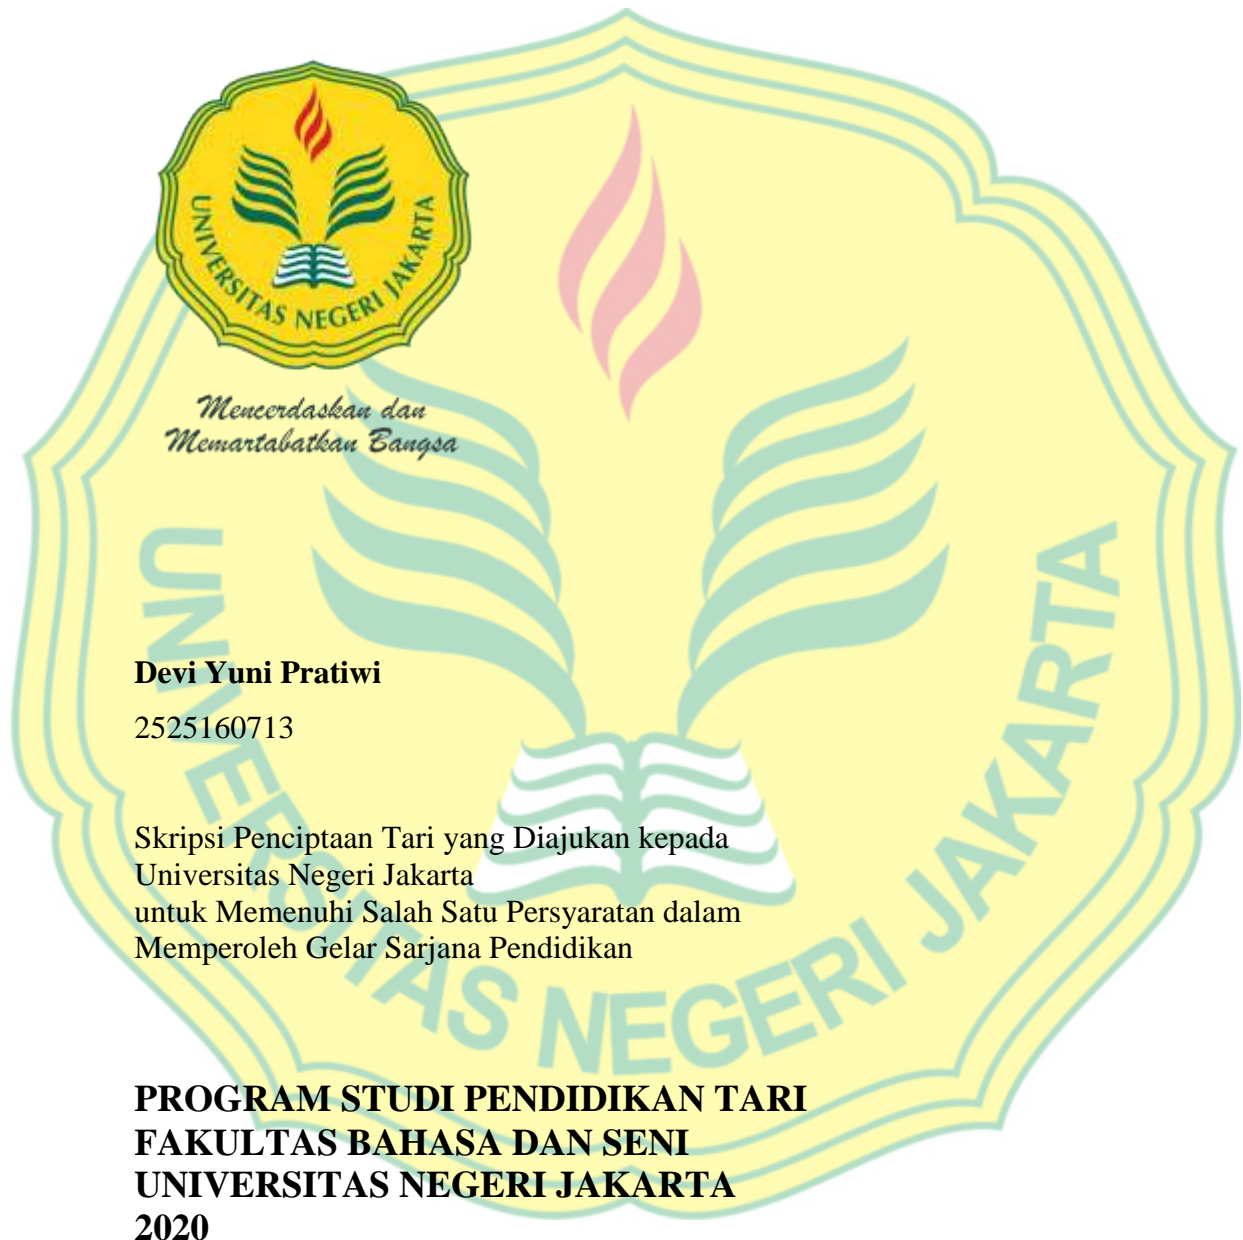 UNIVERSITAS NEGERI JAKARTA
Mencerdaskan dan
Memartabatkan Bangsa
UNIVERSITAS NEGERI JAKARTA
Devi Yuni Pratiwi
2525160713
Skripsi Penciptaan Tari yang Diajukan kepada
Universitas Negeri Jakarta
untuk Memenuhi Salah Satu Persyaratan dalam
Memperoleh Gelar Sarjana Pendidikan
PROGRAM STUDI PENDIDIKAN TARI
FAKULTAS BAHASA DAN SENI
UNIVERSITAS NEGERI JAKARTA
2020